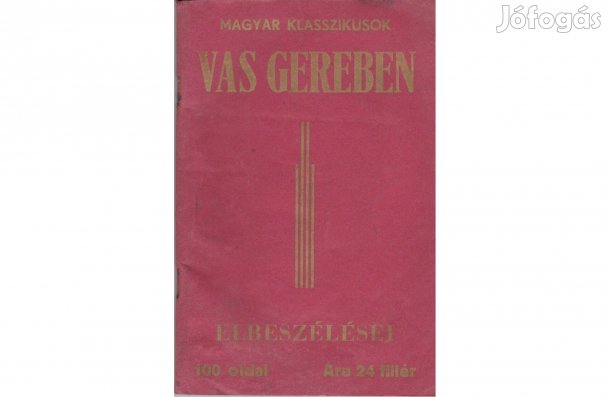 Jófogás
MAGYAR KLASSZIKUSOK
VAS GEREBEN
ELBESZÉLÉSEI
100 oldal Ára 24 fillér